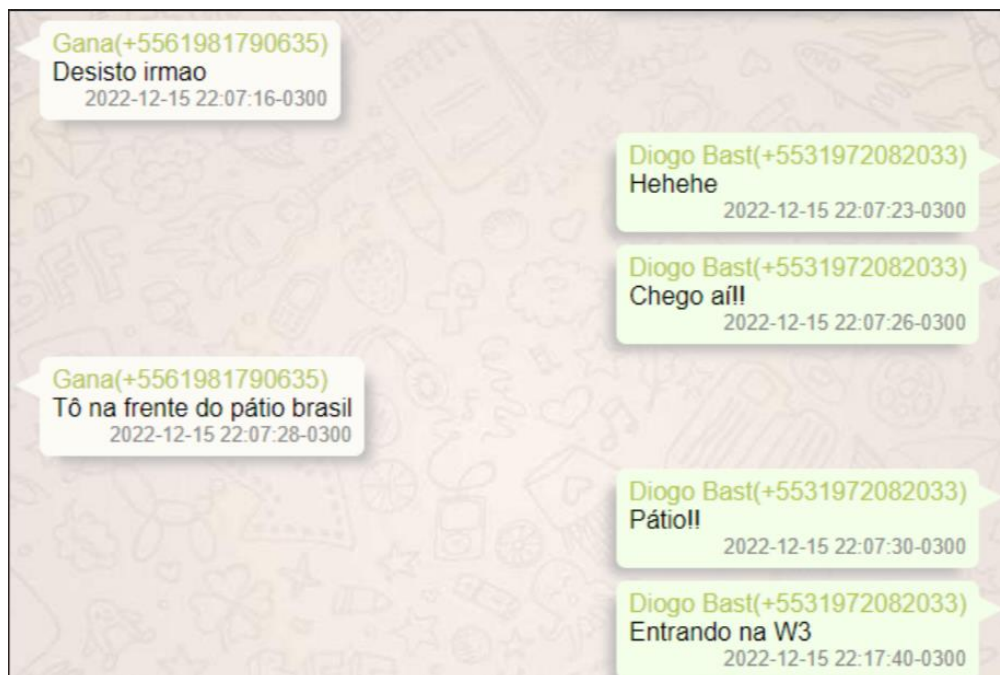 Gana(+5561981790635)
Desisto irmao
2022-12-15 22:07:16-0300
Diogo Bast(+5531972082033)
Hehehe
2022-12-15 22:07:23-0300
Diogo Bast(+5531972082033)
Chego aí!!
2022-12-15 22:07:26-0300
Gana(+5561981790635)
Tô na frente do pátio brasil
2022-12-15 22:07:28-0300
Diogo Bast(+5531972082033)
Pátio!!
2022-12-15 22:07:30-0300
Diogo Bast(+5531972082033)
Entrando na W3
2022-12-15 22:17:40-0300